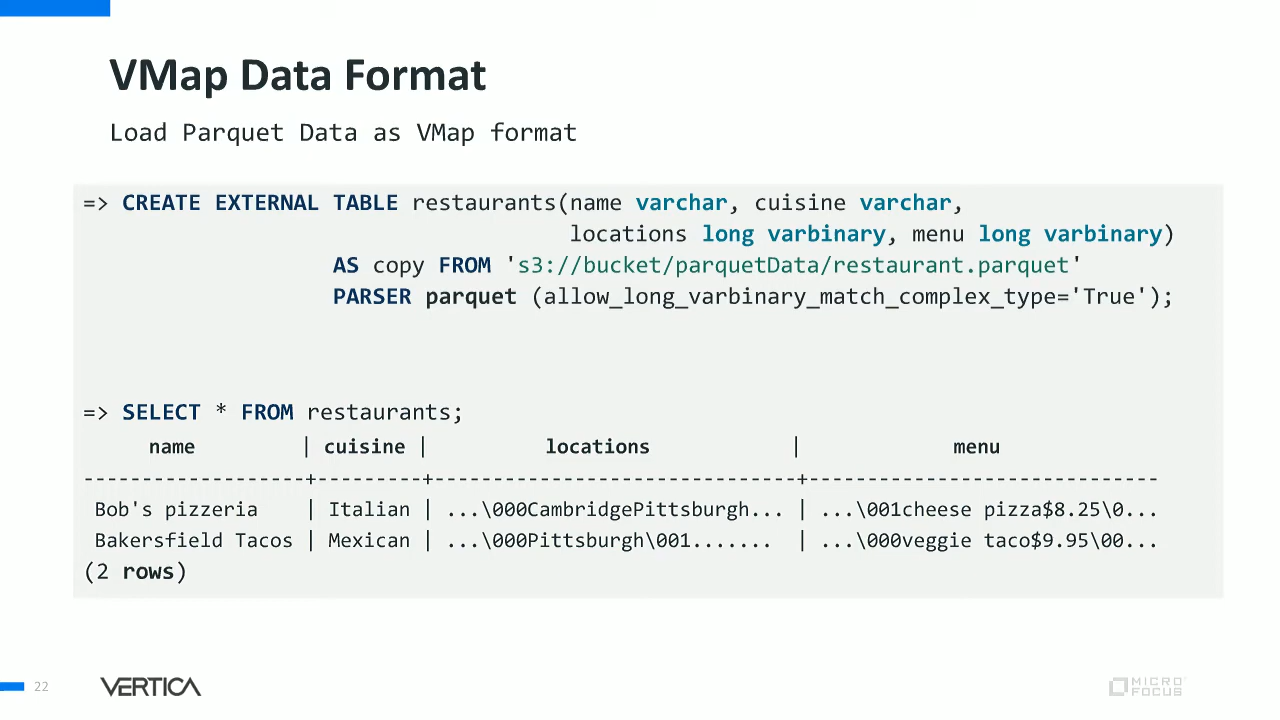 VMap Data Format
Load Parquet Data as VMap format
=> CREATE EXTERNAL TABLE restaurants(name varchar, cuisine varchar,
locations long varbinary, menu long varbinary)
AS copy FROM 's3://bucket/parquetData/restaurant.parquet'
PARSER parquet (allow_long_varbinary_match_complex_type='True');
=> SELECT * FROM restaurants;
name | cuisine | locations | menu
-------------------+---------+-------------------------------+------------------------------
Bob's pizzeria | Italian | ...\000CambridgePittsburgh... | ...\001cheese pizza$8.25\0...
Bakersfield Tacos | Mexican | ...\000Pittsburgh\001....... | ...\000veggie taco$9.95\00...
(2 rows)
22
VERTICA
MICRO
FOCUS